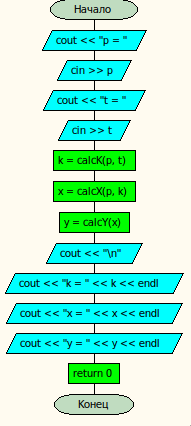 Начало
cout << "p = "
cin >> p
cout << "t = "
cin >> t
k = calcK(p, t)
x = calcX(p, k)
y = calcY(x)
cout << "\n"
cout << "k = " << k << endl
cout << "x = " << x << endl
cout << "y = " << y << endl
return 0
Конец